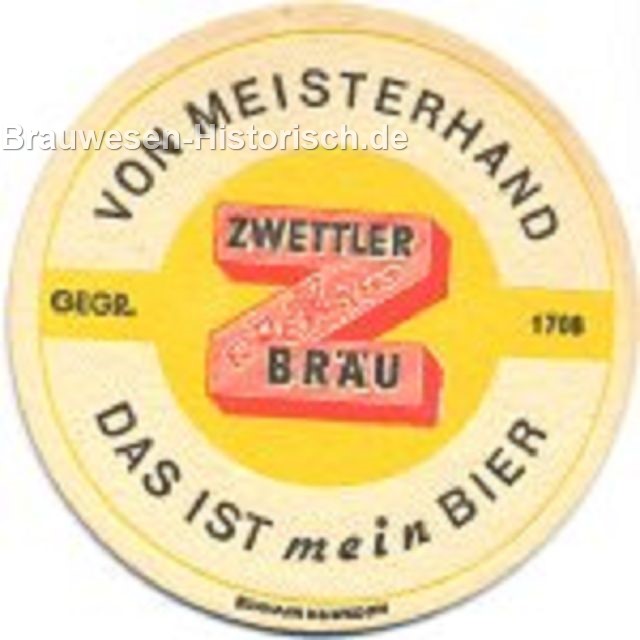 VON MEISTERHAND
Brauwesen-Historisch.de
ZWETTLER
BRÄU
GEGR. 1708
DAS IST mein BIER